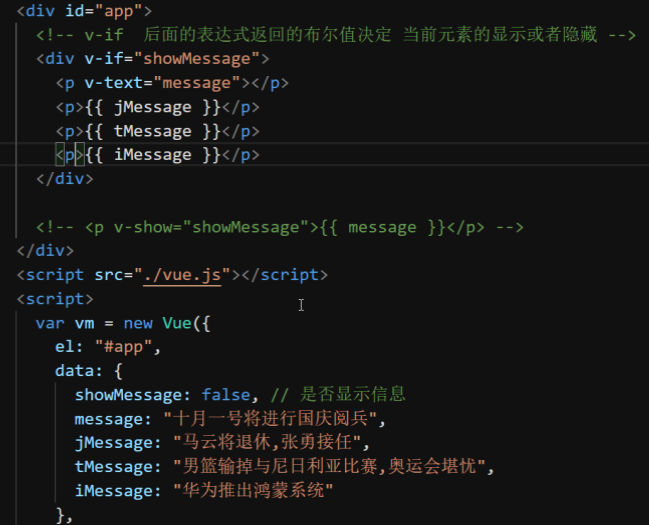 <div id="app">
<!-- v-if  后面的表达式返回的布尔值决定 当前元素的显示或者隐藏 -->
<div v-if="showMessage">
<p v-text="message"></p>
<p>{{ jMessage }}</p>
<p>{{ tMessage }}</p>
<p>{{ iMessage }}</p>
</div>
<!-- <p v-show="showMessage">{{ message }}</p> -->
</div>
<script src="./vue.js"></script>
<script>
var vm = new Vue({
el: "#app",
data: {
showMessage: false, // 是否显示信息
message: "十月一号将进行国庆阅兵",
jMessage: "马云将退休,张勇接任",
tMessage: "男篮输掉与尼日利亚比赛,奥运会堪忧",
iMessage: "华为推出鸿蒙系统"
},